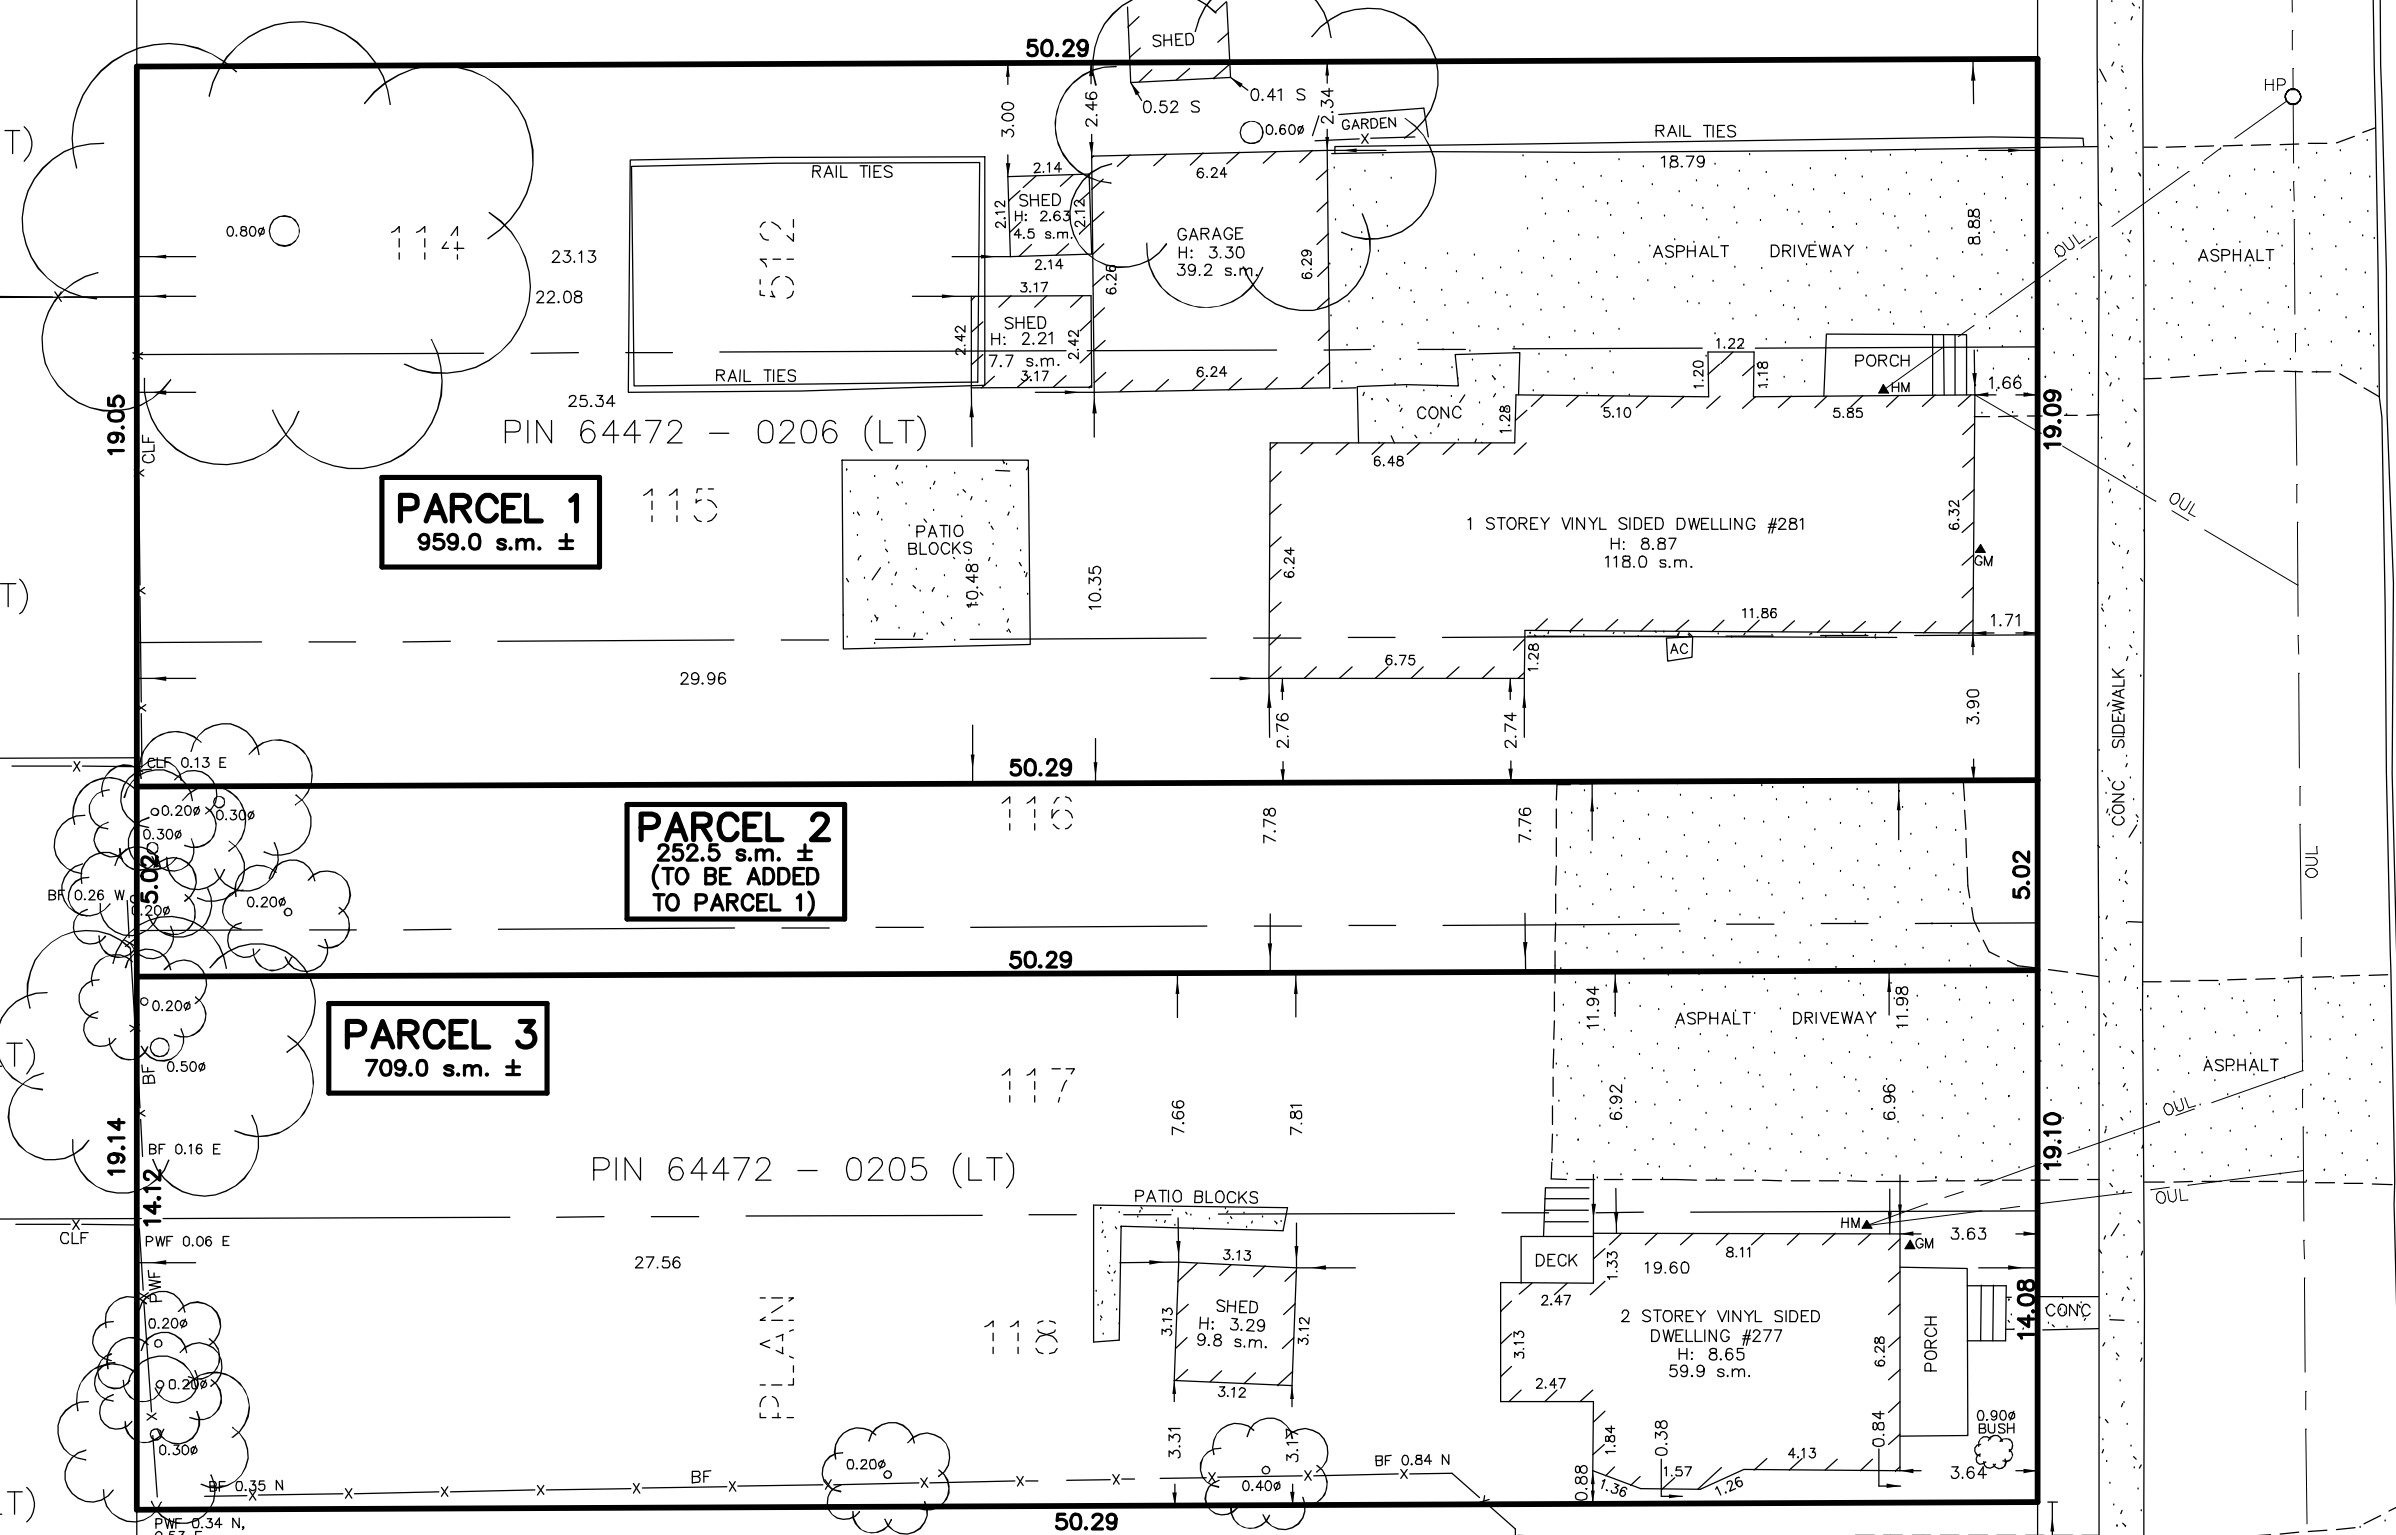 50.29
SHED
0.52 S
0.41 S
3.00
2.46
2.34
0.60ø
GARDEN
X
RAIL TIES
18.79
HP
T)
0.80ø
114
23.13
22.08
25.34
RAIL TIES
512
RAIL TIES
2.14
SHED
H: 2.63
4.5 s.m.
2.12
2.12
2.14
3.17
SHED
H: 2.21
7.7 s.m.
2.42
2.42
3.17
6.24
GARAGE
H: 3.30
39.2 s.m.
6.26
6.29
6.24
ASPHALT DRIVEWAY
8.88
OUL
ASPHALT
1.22
1.20
1.18
PORCH
HM
1.66
CONC
1.28
5.10
5.85
6.48
19.05
CLF
19.09
PIN 64472 - 0206 (LT)
PARCEL 1
959.0 s.m. ±
115
PATIO
BLOCKS
10.48
10.35
1 STOREY VINYL SIDED DWELLING #281
H: 8.87
118.0 s.m.
6.24
6.32
GM
OUL
T)
11.86
1.71
AC
6.75
1.28
29.96
2.76
2.74
3.90
CONC SIDEWALK
CLF 0.13 E
50.29
0.20ø
0.30ø
0.30ø
5.02
BF 0.26 W
0.20ø
0.20ø
PARCEL 2
252.5 s.m. ±
(TO BE ADDED
TO PARCEL 1)
116
7.78
7.76
5.02
OUL
50.29
0.20ø
0.50ø
BF
T)
PARCEL 3
709.0 s.m. ±
117
7.66
7.81
11.94
11.98
ASPHALT DRIVEWAY
6.92
6.96
ASPHALT
OUL
OUL
19.14
BF 0.16 E
14.12
19.10
PIN 64472 - 0205 (LT)
PATIO BLOCKS
CLF
PWF 0.06 E
PWF
27.56
PLAN
118
3.13
SHED
H: 3.29
9.8 s.m.
3.13
3.12
3.12
3.31
3.17
DECK
1.33
8.11
19.60
HM
GM
3.63
2.47
3.13
2.47
2 STOREY VINYL SIDED
DWELLING #277
H: 8.65
59.9 s.m.
6.28
PORCH
14.08
CONC
0.20ø
0.20ø
0.30ø
0.20ø
0.40ø
1.84
0.38
0.84
0.90ø
BUSH
4.13
3.64
0.88
1.36
1.57
1.26
BF 0.35 N
BF
BF 0.84 N
T)
PWF 0.34 N,
50.29